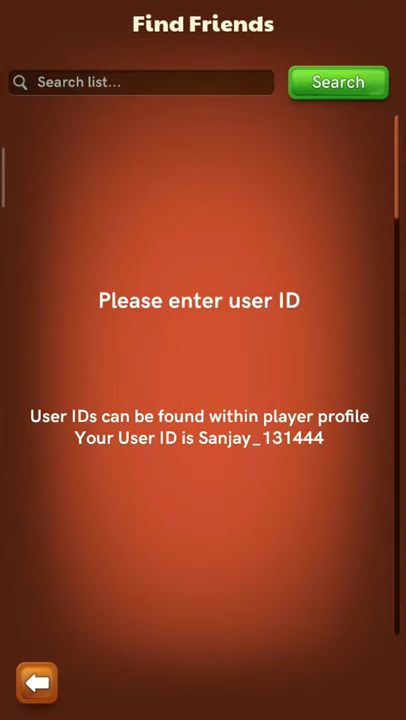 Find Friends
Search list...
Search
Please enter user ID
User IDs can be found within player profile
Your User ID is Sanjay_131444